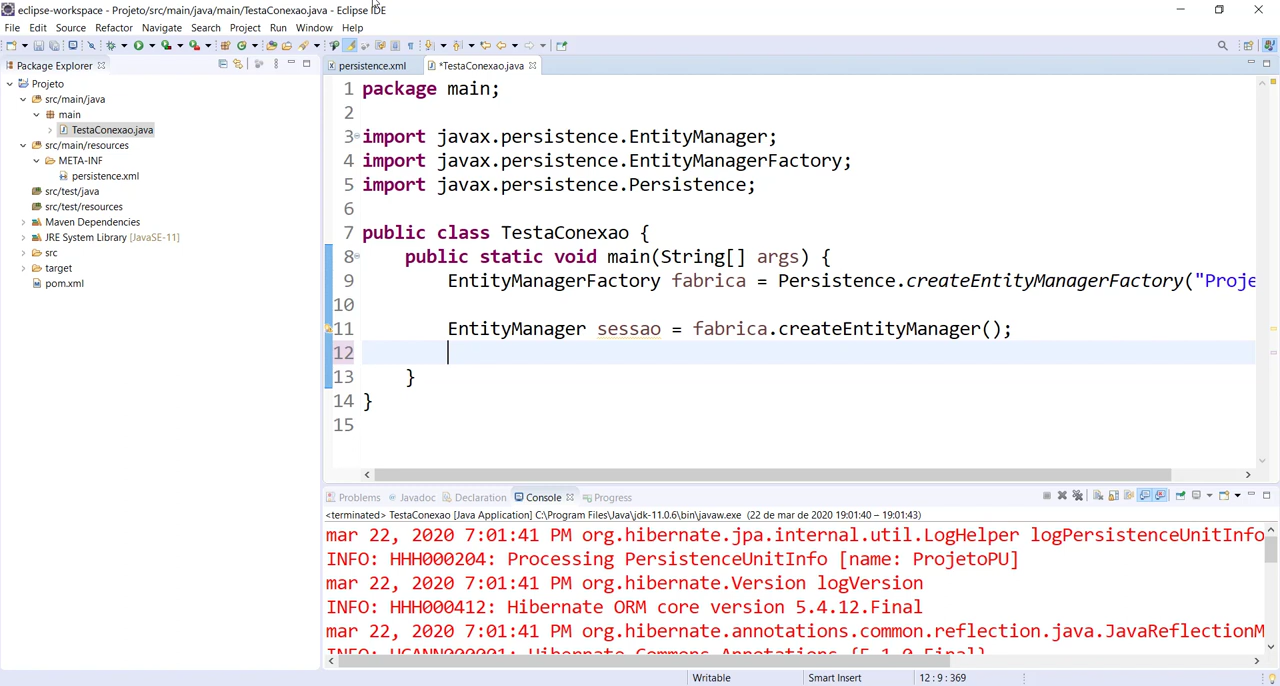 eclipse-workspace - Projeto/src/main/java/main/TestaConexao.java - Eclipse IDE
File Edit Source Refactor Navigate Search Project Run Window Help
Package Explorer
persistence.xml
*TestaConexao.java
Projeto
src/main/java
main
TestaConexao.java
src/main/resources
META-INF
persistence.xml
src/test/java
src/test/resources
Maven Dependencies
JRE System Library [JavaSE-11]
src
target
pom.xml
1 package main;
2
3 import javax.persistence.EntityManager;
4 import javax.persistence.EntityManagerFactory;
5 import javax.persistence.Persistence;
6
7 public class TestaConexao {
8 public static void main(String[] args) {
9 EntityManagerFactory fabrica = Persistence.createEntityManagerFactory("Proje
10
11 EntityManager sessao = fabrica.createEntityManager();
12
13 }
14 }
15
Problems Javadoc Declaration Console Progress
<terminated> TestaConexao [Java Application] C:\Program Files\Java\jdk-11.0.6\bin\javaw.exe (22 de mar de 2020 19:01:40 – 19:01:43)
mar 22, 2020 7:01:41 PM org.hibernate.jpa.internal.util.LogHelper logPersistenceUnitInfo
INFO: HHH000204: Processing PersistenceUnitInfo [name: ProjetoPU]
mar 22, 2020 7:01:41 PM org.hibernate.Version logVersion
INFO: HHH000412: Hibernate ORM core version 5.4.12.Final
mar 22, 2020 7:01:41 PM org.hibernate.annotations.common.reflection.java.JavaReflectionM
INFO: HCANN000001: Hibernate Commons Annotations {5.1.0.Final}
Writable Smart Insert 12 : 9 : 369